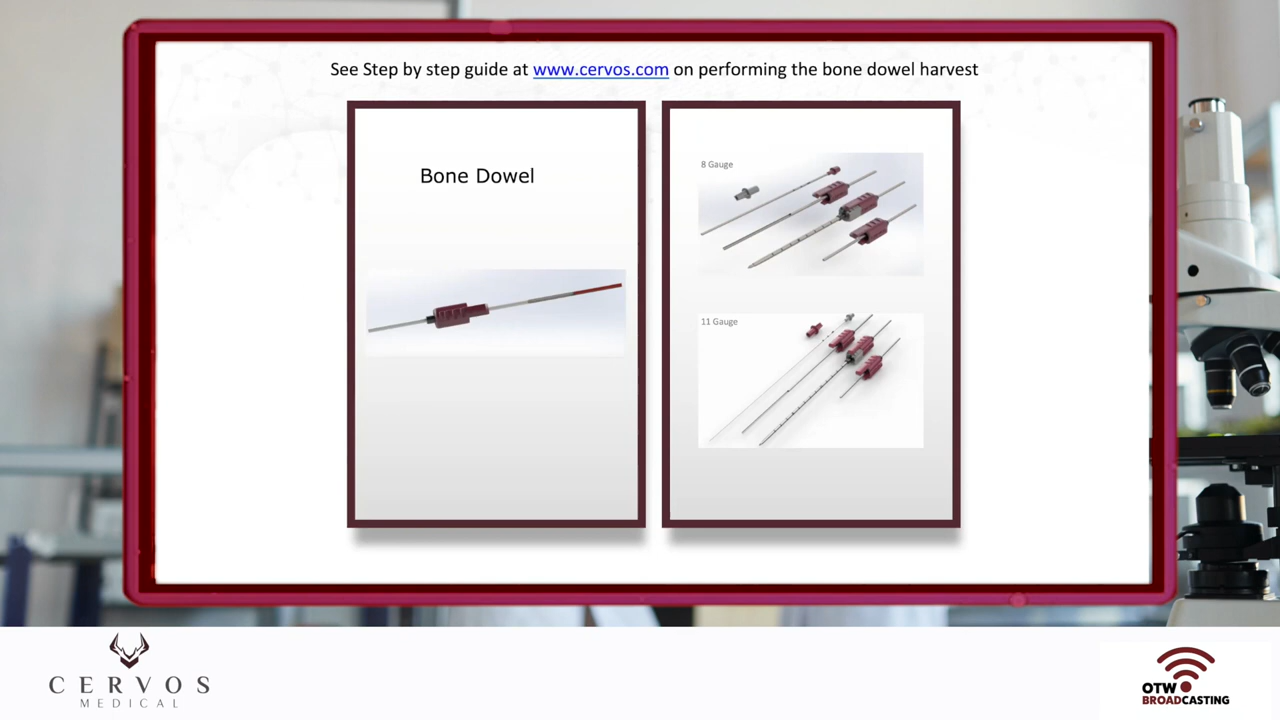 See Step by step guide at www.cervos.com on performing the bone dowel harvest
Bone Dowel
8 Gauge
11 Gauge
CERVOS
MEDICAL
OTW
BROADCASTING